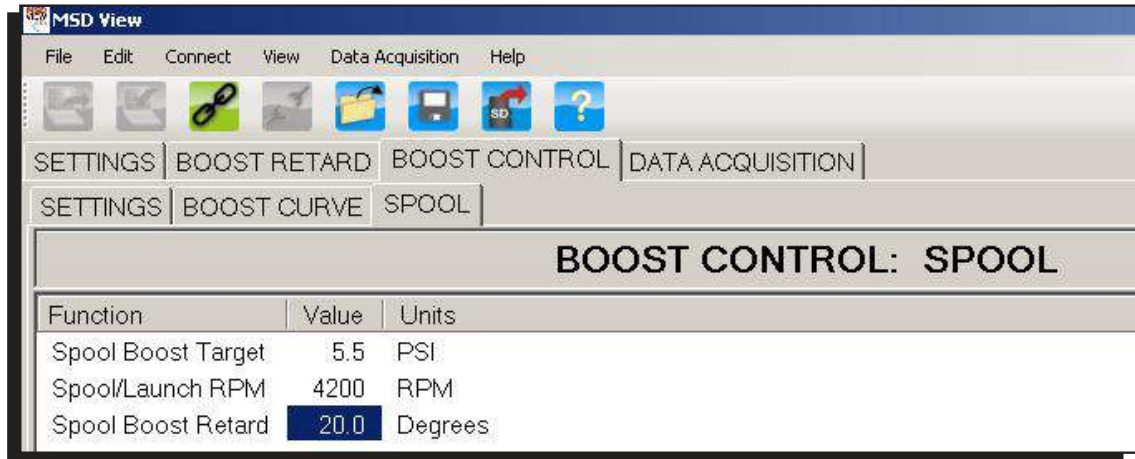 MSD View
File Edit Connect View Data Acquisition Help
SD ?
SETTINGS BOOST RETARD BOOST CONTROL DATA ACQUISITION
SETTINGS BOOST CURVE SPOOL
BOOST CONTROL: SPOOL
Function Value Units
Spool Boost Target 5.5 PSI
Spool/Launch RPM 4200 RPM
Spool Boost Retard 20.0 Degrees